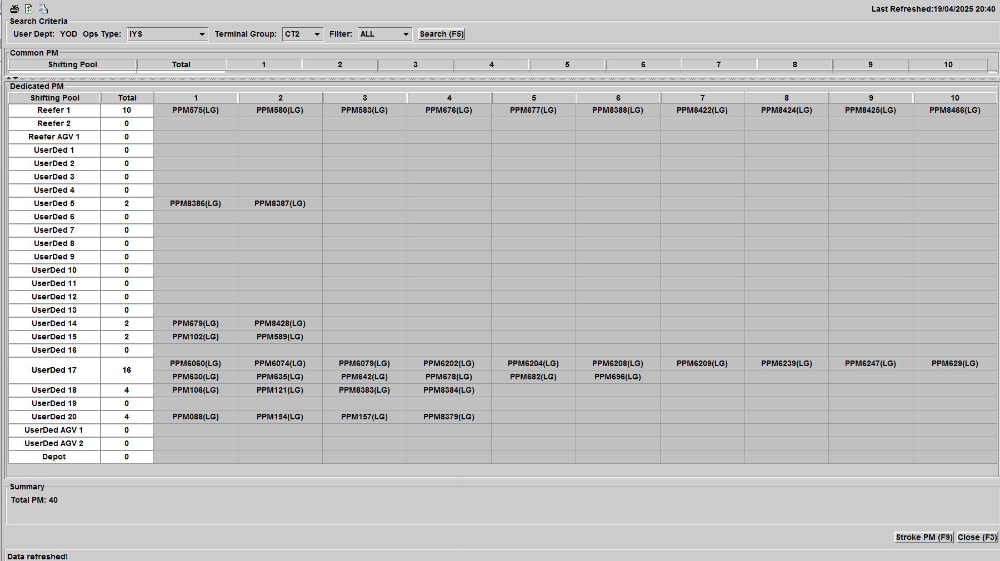 Last Refreshed:19/04/2025 20:40
Search Criteria
User Dept: YOD Ops Type: IYS Terminal Group: CT2 Filter: ALL Search (F5)
Common PM
Shifting Pool Total 1 2 3 4 5 6 7 8 9 10
Dedicated PM
Shifting Pool Total 1 2 3 4 5 6 7 8 9 10
Reefer 1 10 PPM575(LG) PPM580(LG) PPM583(LG) PPM676(LG) PPM677(LG) PPM8388(LG) PPM8422(LG) PPM8424(LG) PPM8425(LG) PPM8466(LG)
Reefer 2 0
Reefer AGV 1 0
UserDed 1 0
UserDed 2 0
UserDed 3 0
UserDed 4 0
UserDed 5 2 PPM8386(LG) PPM8387(LG)
UserDed 6 0
UserDed 7 0
UserDed 8 0
UserDed 9 0
UserDed 10 0
UserDed 11 0
UserDed 12 0
UserDed 13 0
UserDed 14 2 PPM679(LG) PPM8428(LG)
UserDed 15 2 PPM102(LG) PPM589(LG)
UserDed 16 0
UserDed 17 16 PPM6060(LG) PPM6074(LG) PPM6079(LG) PPM6202(LG) PPM6204(LG) PPM6208(LG) PPM6209(LG) PPM6239(LG) PPM6247(LG) PPM629(LG)
PPM630(LG) PPM635(LG) PPM642(LG) PPM678(LG) PPM682(LG) PPM696(LG)
UserDed 18 4 PPM106(LG) PPM121(LG) PPM8383(LG) PPM8384(LG)
UserDed 19 0
UserDed 20 4 PPM088(LG) PPM154(LG) PPM157(LG) PPM8379(LG)
UserDed AGV 1 0
UserDed AGV 2 0
Depot 0
Summary
Total PM: 40
Stroke PM (F9) Close (F3)
Data refreshed!